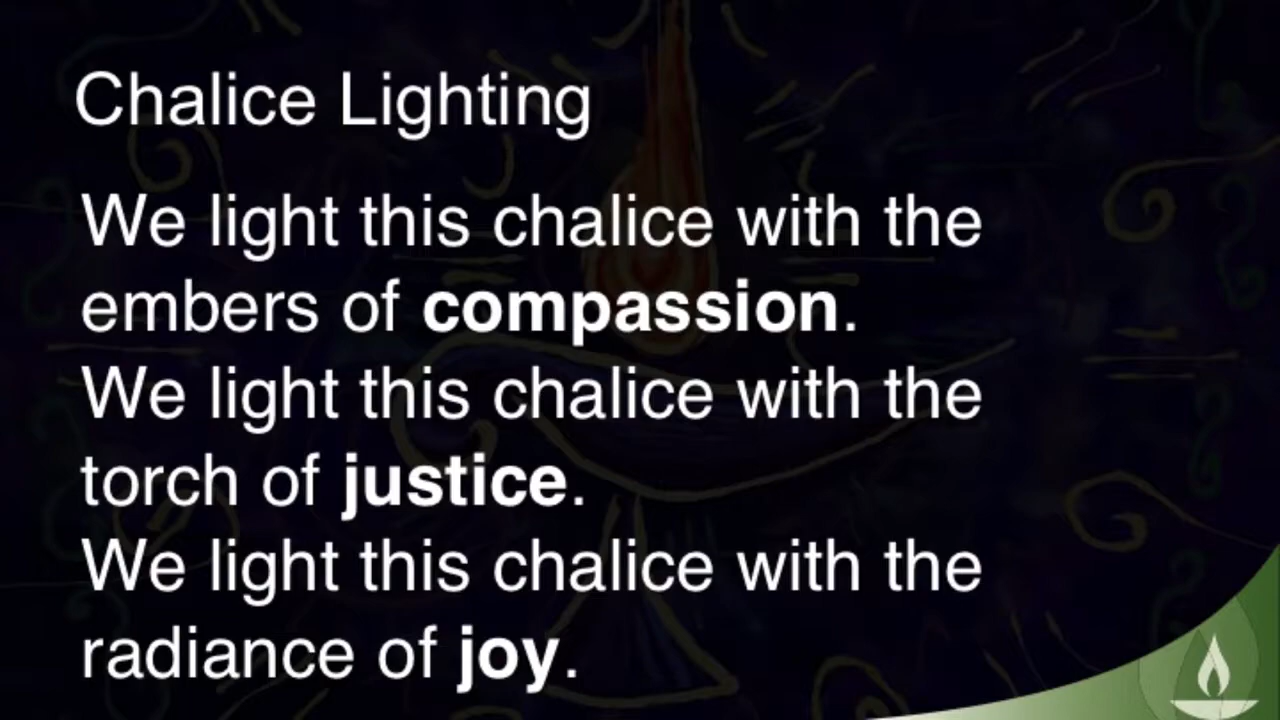 Chalice Lighting
We light this chalice with the
embers of compassion.
We light this chalice with the
torch of justice.
We light this chalice with the
radiance of joy.